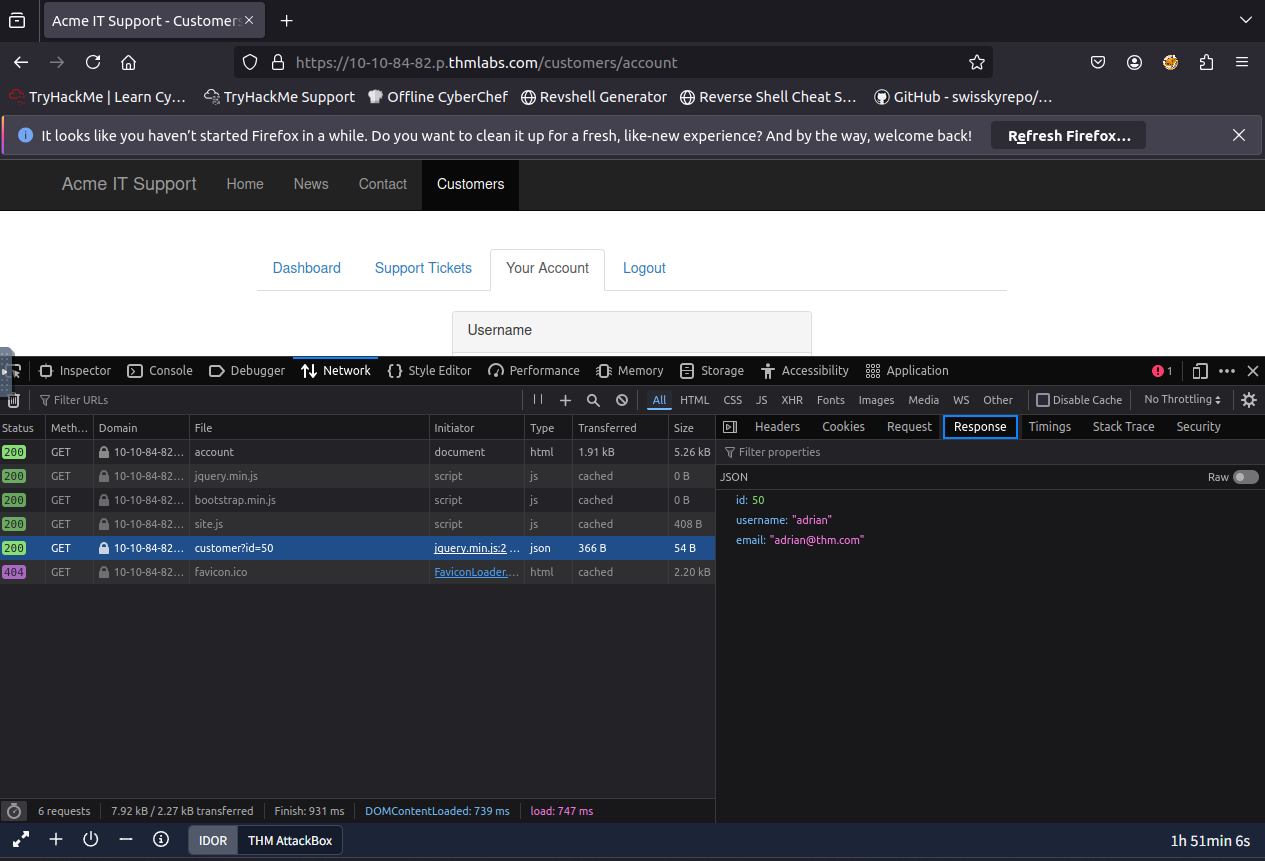 Acme IT Support - Customers
https://10-10-84-82.p.thmlabs.com/customers/account
TryHackMe | Learn Cy... TryHackMe Support Offline CyberChef Revshell Generator Reverse Shell Cheat S... GitHub - swisskyrepo/...
It looks like you haven't started Firefox in a while. Do you want to clean it up for a fresh, like-new experience? And by the way, welcome back! Refresh Firefox...
Acme IT Support Home News Contact Customers
Dashboard Support Tickets Your Account Logout
Username
Inspector Console Debugger Network Style Editor Performance Memory Storage Accessibility Application 1
Filter URLs All HTML CSS JS XHR Fonts Images Media WS Other Disable Cache No Throttling
Status Meth... Domain File Initiator Type Transferred Size Headers Cookies Request Response Timings Stack Trace Security
200 GET 10-10-84-82... account document html 1.91 kB 5.26 kB Filter properties
200 GET 10-10-84-82... jquery.min.js script js cached 0 B JSON Raw
200 GET 10-10-84-82... bootstrap.min.js script js cached 0 B id: 50
200 GET 10-10-84-82... site.js script js cached 408 B username: "adrian"
200 GET 10-10-84-82... customer?id=50 jquery.min.js:2 ... json 366 B 54 B email: "adrian@thm.com"
404 GET 10-10-84-82... favicon.ico FaviconLoader.... html cached 2.20 kB
6 requests 7.92 kB / 2.27 kB transferred Finish: 931 ms DOMContentLoaded: 739 ms load: 747 ms
IDOR THM AttackBox 1h 51min 6s